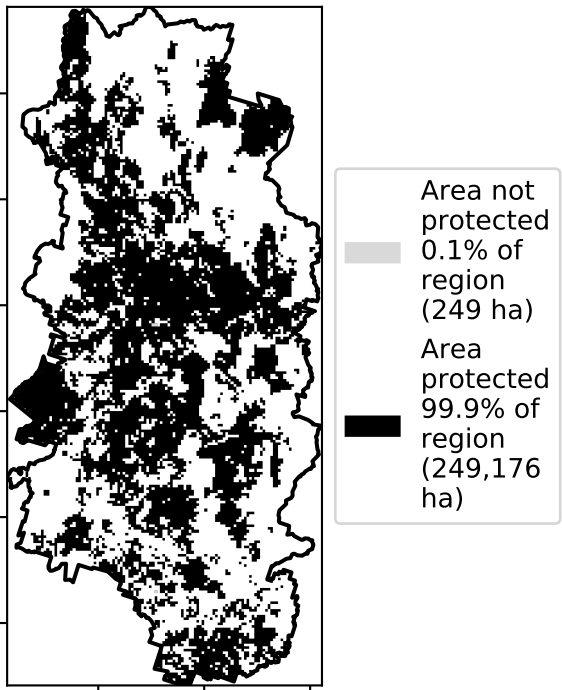 Area not
protected
0.1% of
region
(249 ha)
Area
protected
99.9% of
region
(249,176
ha)